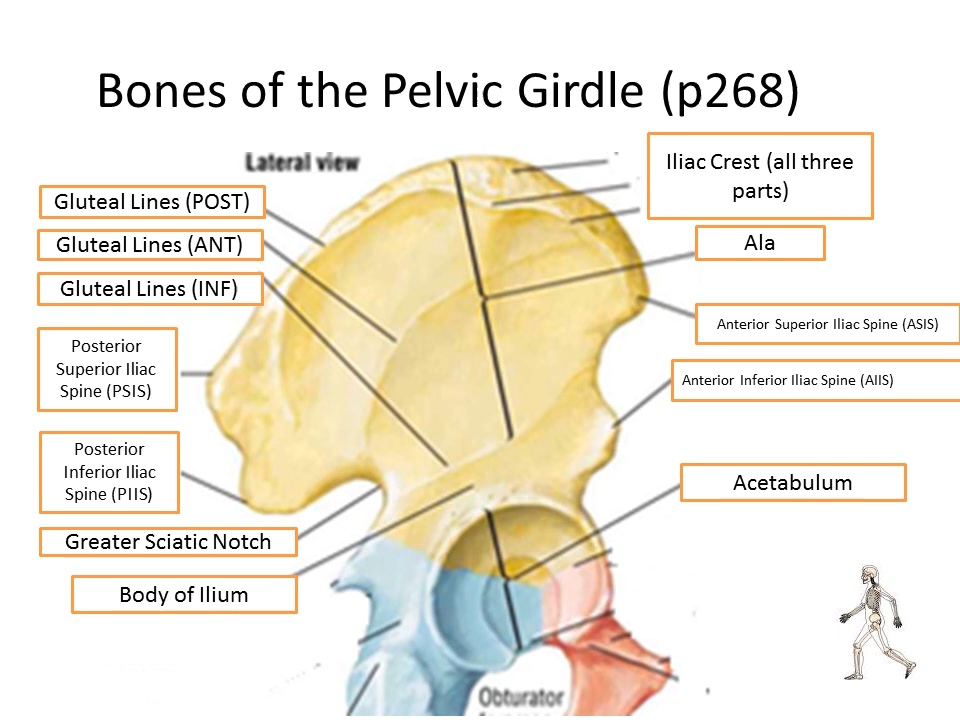 Bones of the Pelvic Girdle (p268)
Lateral view
Iliac Crest (all three
parts)
Gluteal Lines (POST)
Gluteal Lines (ANT)
Ala
Gluteal Lines (INF)
Anterior Superior Iliac Spine (ASIS)
Posterior
Superior Iliac
Spine (PSIS)
Anterior Inferior Iliac Spine (AIIS)
Posterior
Inferior Iliac
Spine (PIIS)
Acetabulum
Greater Sciatic Notch
Body of Ilium
Obturator